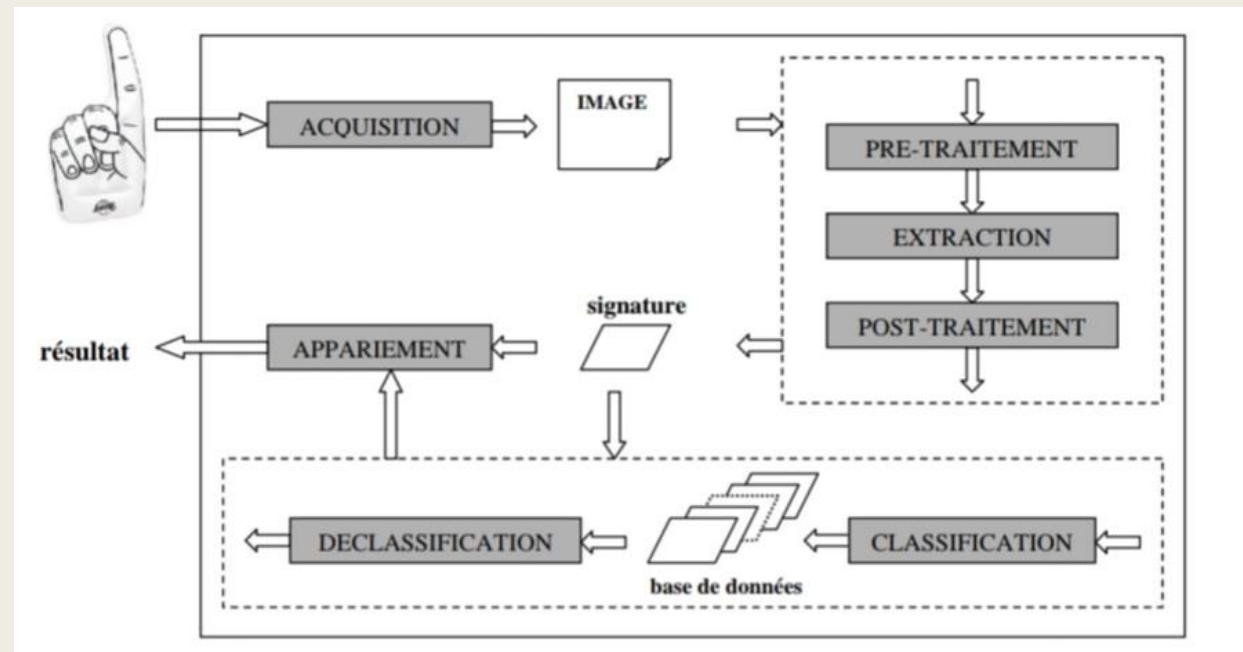 ACQUISITION
IMAGE
PRE-TRAITEMENT
EXTRACTION
POST-TRAITEMENT
signature
résultat
APPARIEMENT
DECLASSIFICATION
CLASSIFICATION
base de données